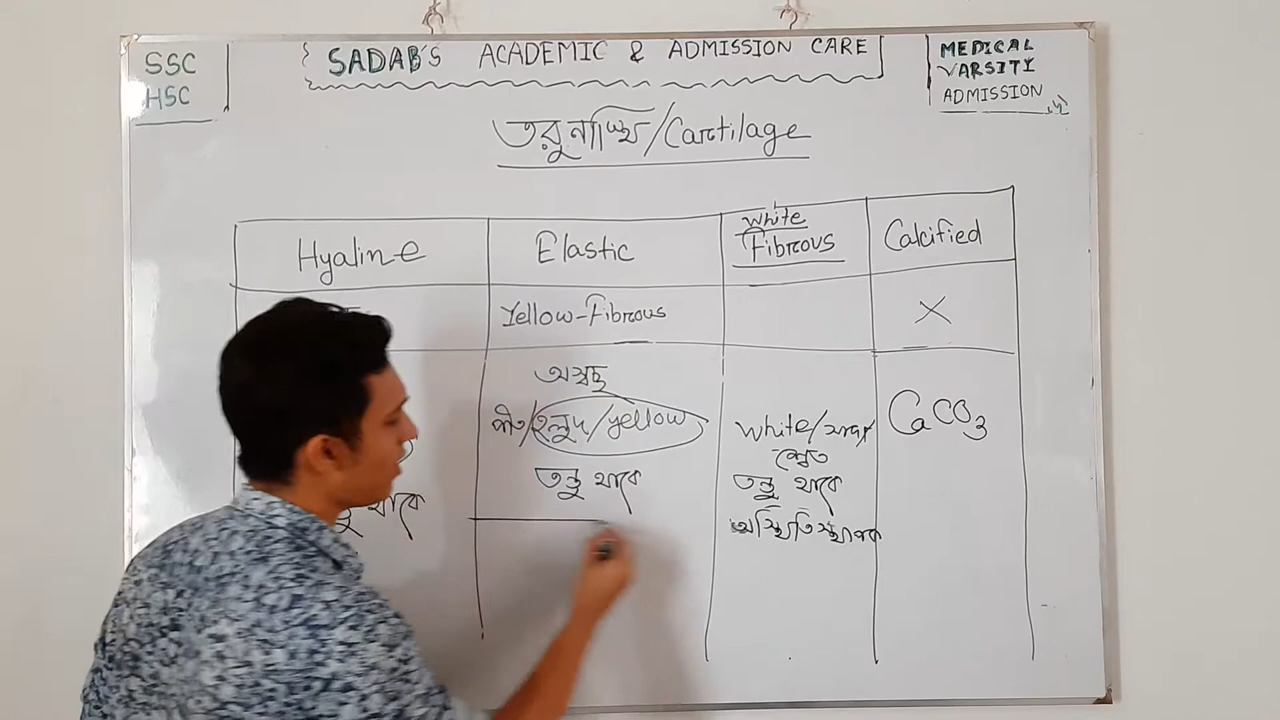 SSC
HSC
SADAB'S ACADEMIC & ADMISSION CARE
MEDICAL
VARSITY
ADMISSION
তরুনাস্থি/Cartilage
Hyaline
Elastic
White
Fibrous
Calcified
Yellow-Fibrous
X
অস্বচ্ছ
পীত/হলুদ/yellow
তন্তু থাকে
White/সাদা
শ্বেত
তন্তু থাকে
অস্থিতিস্থাপক
CaCO3
থাকে